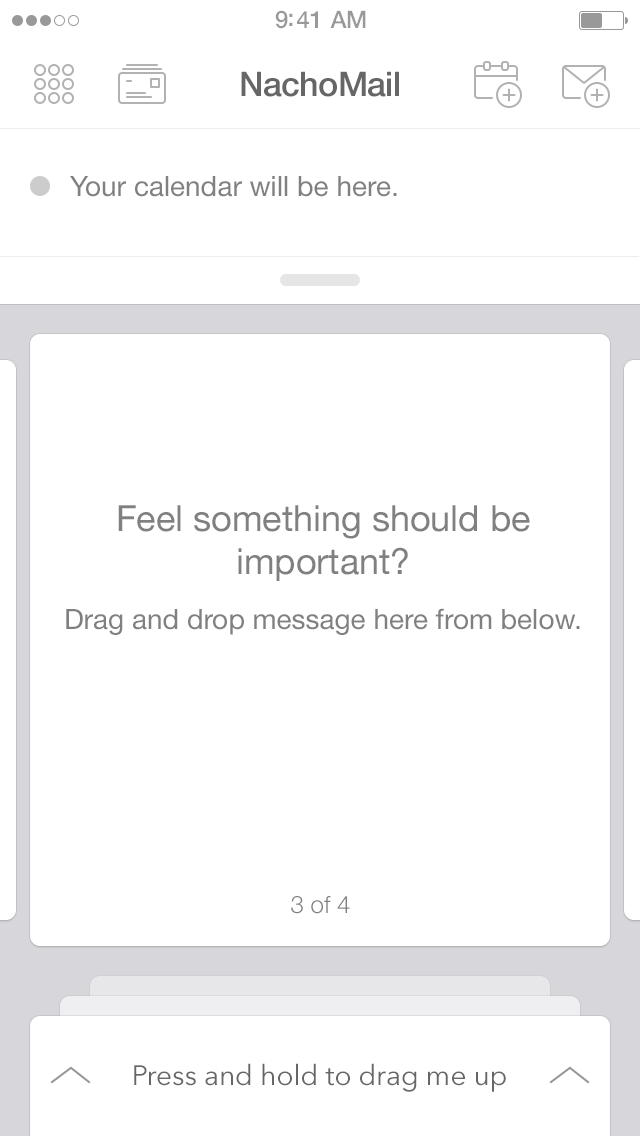 9:41 AM
NachoMail
Your calendar will be here.
Feel something should be
important?
Drag and drop message here from below.
3 of 4
Press and hold to drag me up